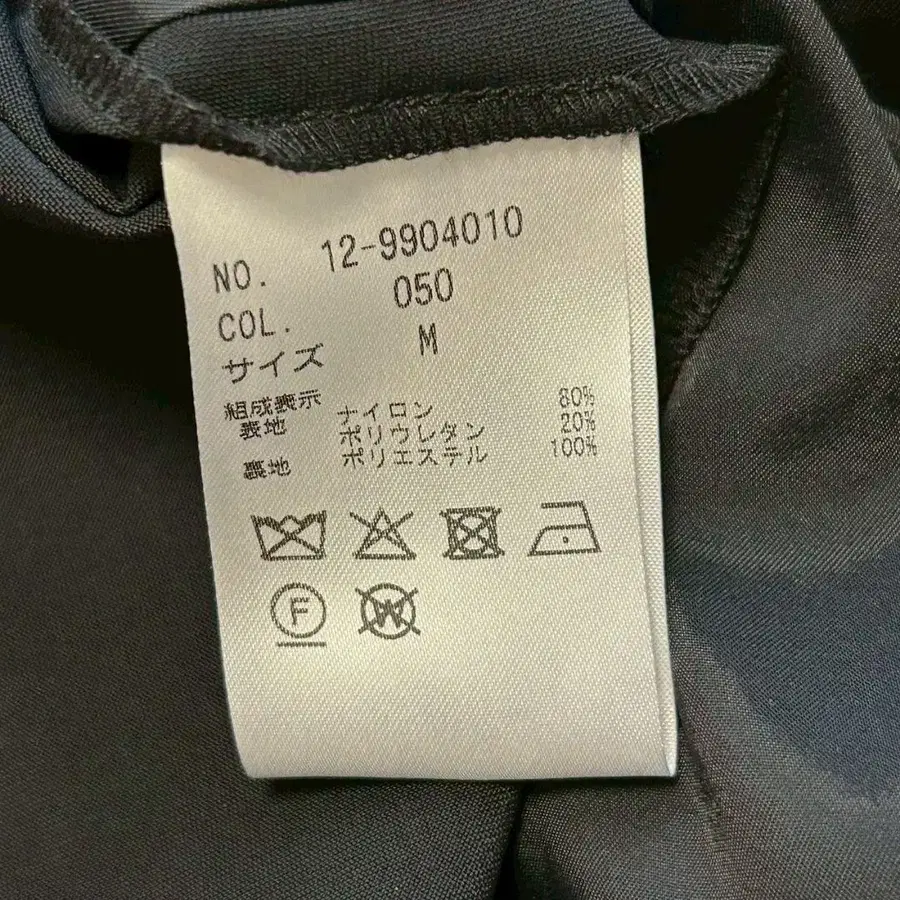 NO. 12-9904010
COL. 050
サイズ M
組成表示
表地 ナイロン 80%
ポリウレタン 20%
裏地 ポリエステル 100%
F
W